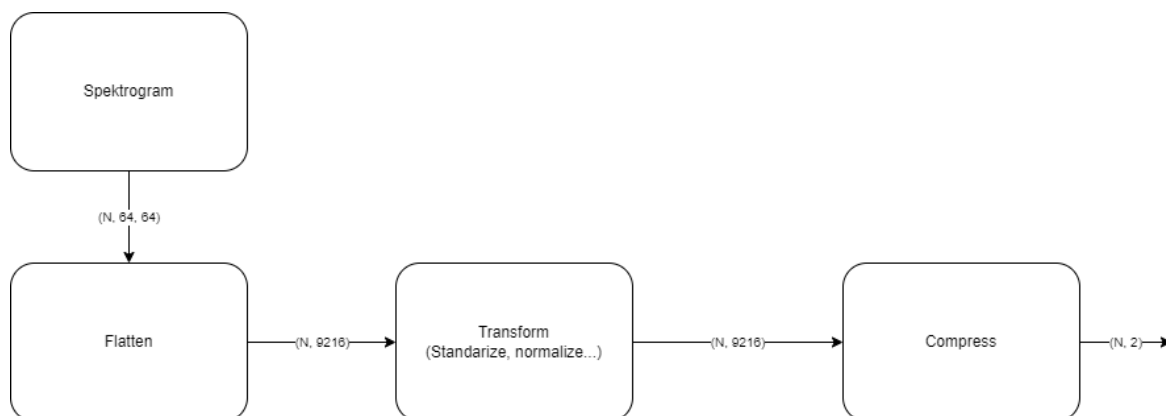 Spektrogram
(N, 64, 64)
Flatten
(N, 9216)
Transform
(Standarize, normalize...)
(N, 9216)
Compress
(N, 2)